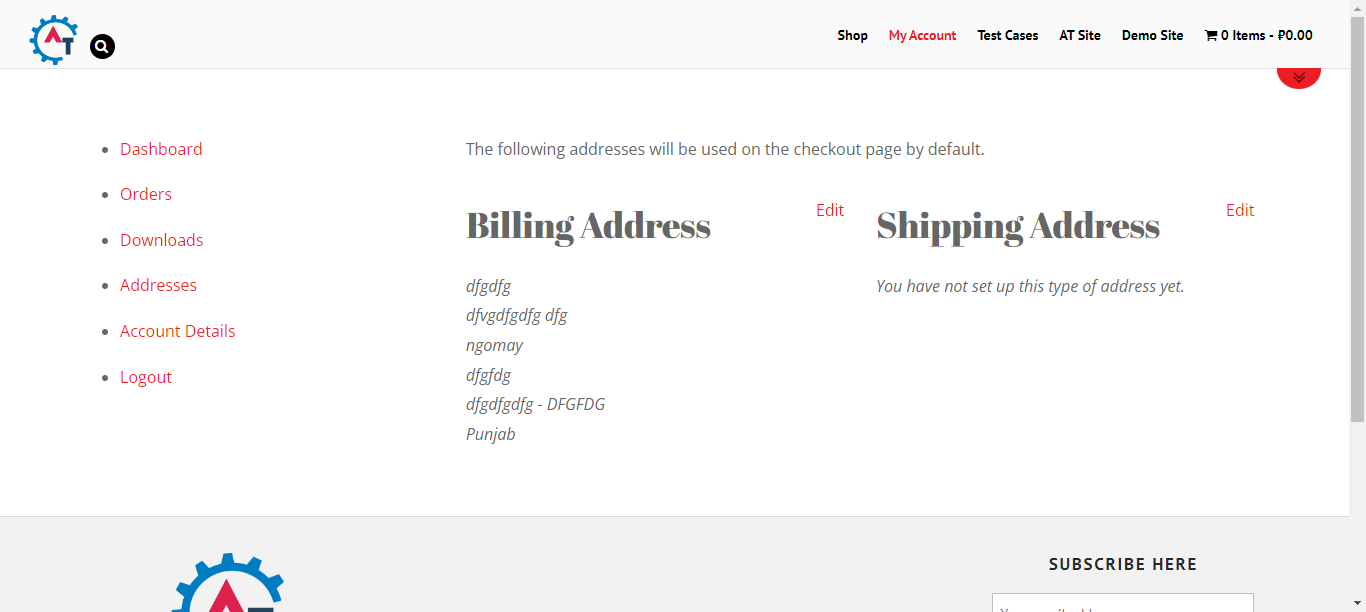 AT
Shop My Account Test Cases AT Site Demo Site 0 Items - ₽0.00
Dashboard
Orders
Downloads
Addresses
Account Details
Logout
The following addresses will be used on the checkout page by default.
Billing Address
Edit
dfgdfg
dfvgdfgdfg dfg
ngomay
dfgfdg
dfgdfgdfg - DFGFDG
Punjab
Shipping Address
Edit
You have not set up this type of address yet.
AT
SUBSCRIBE HERE